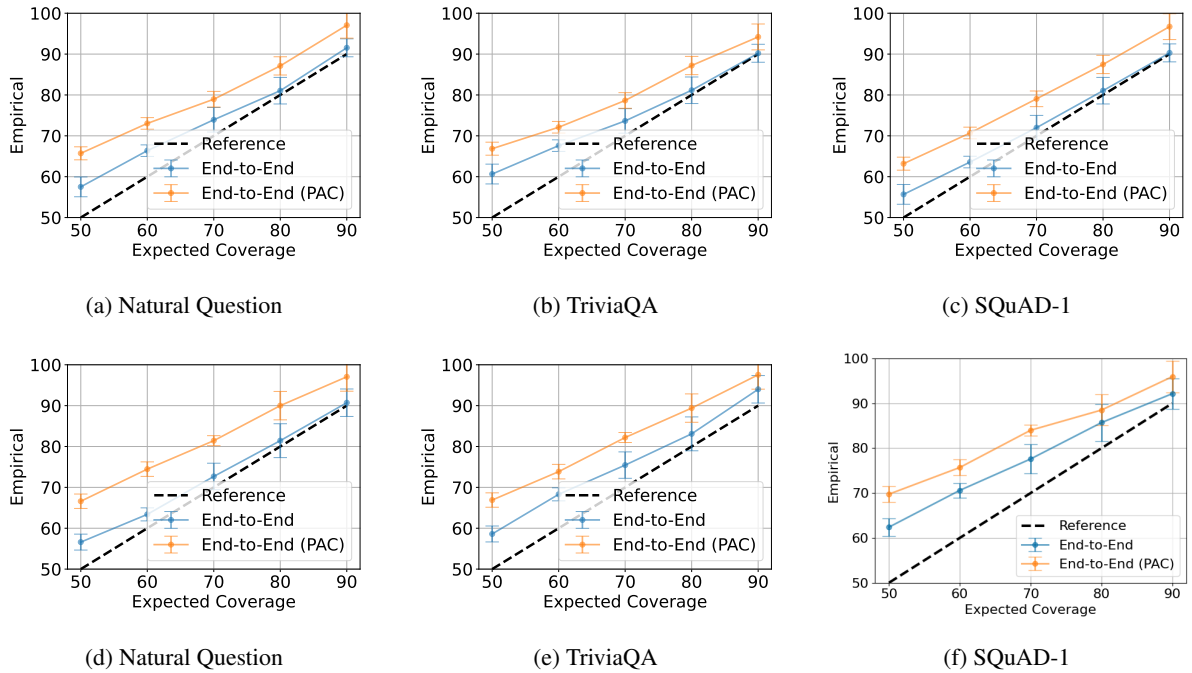 100
90
80
70
60
50
Empirical
50 60 70 80 90
Expected Coverage
Reference
End-to-End
End-to-End (PAC)
(a) Natural Question
100
90
80
70
60
50
Empirical
50 60 70 80 90
Expected Coverage
Reference
End-to-End
End-to-End (PAC)
(b) TriviaQA
100
90
80
70
60
50
Empirical
50 60 70 80 90
Expected Coverage
Reference
End-to-End
End-to-End (PAC)
(c) SQuAD-1
100
90
80
70
60
50
Empirical
50 60 70 80 90
Expected Coverage
Reference
End-to-End
End-to-End (PAC)
(d) Natural Question
100
90
80
70
60
50
Empirical
50 60 70 80 90
Expected Coverage
Reference
End-to-End
End-to-End (PAC)
(e) TriviaQA
100
90
80
70
60
50
Empirical
50 60 70 80 90
Expected Coverage
Reference
End-to-End
End-to-End (PAC)
(f) SQuAD-1